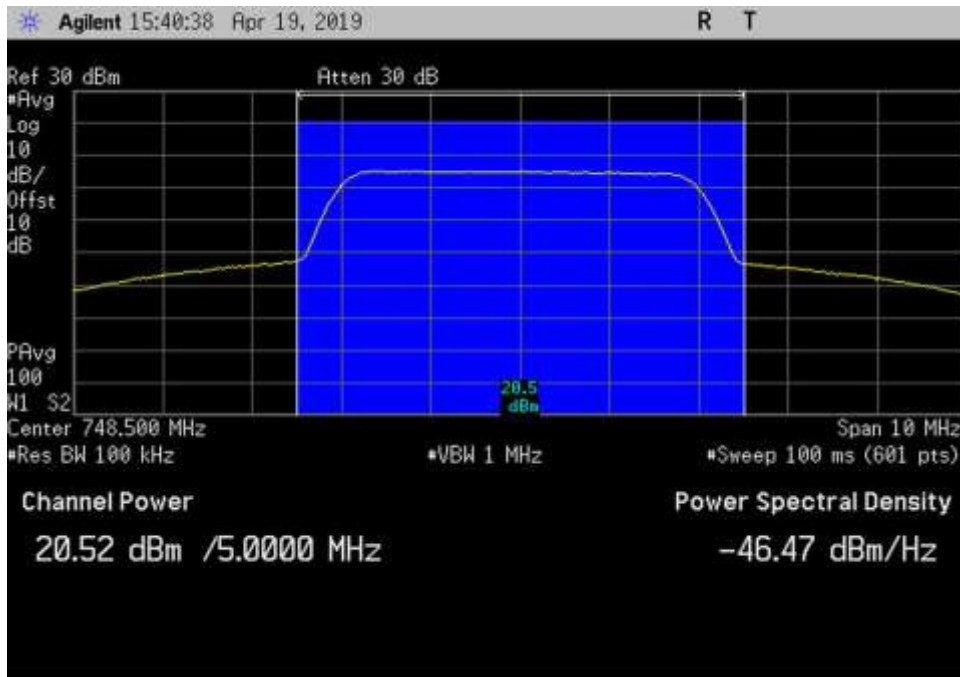 Agilent 15:40:38 Apr 19, 2019 R T
Ref 30 dBm Atten 30 dB
#Avg
Log
10
dB/
Offst
10
dB
PAvg
100
W1 S2
20.5
dBm
Center 748.500 MHz Span 10 MHz
#Res BW 100 kHz #VBW 1 MHz #Sweep 100 ms (601 pts)
Channel Power Power Spectral Density
20.52 dBm /5.0000 MHz -46.47 dBm/Hz